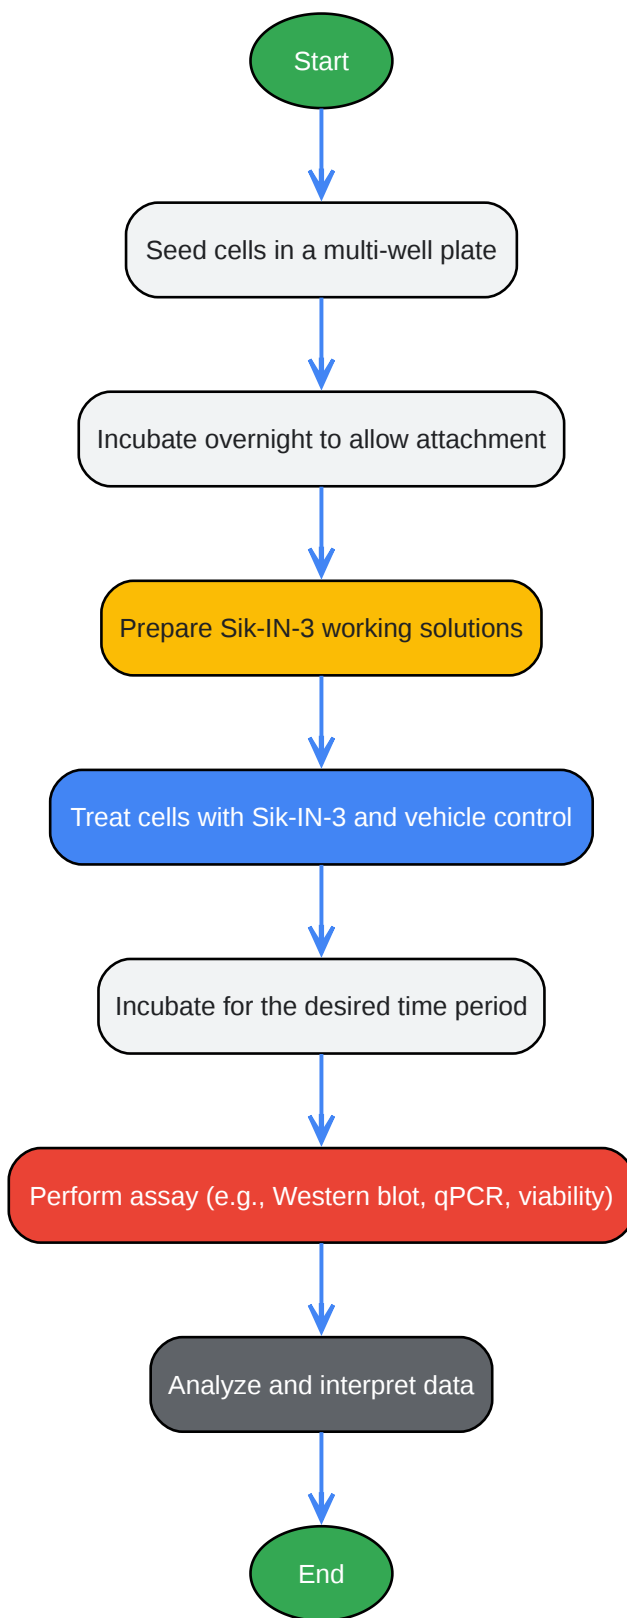 Start
Seed cells in a multi-well plate
Incubate overnight to allow attachment
Prepare Sik-IN-3 working solutions
Treat cells with Sik-IN-3 and vehicle control
Incubate for the desired time period
Perform assay (e.g., Western blot, qPCR, viability)
Analyze and interpret data
End